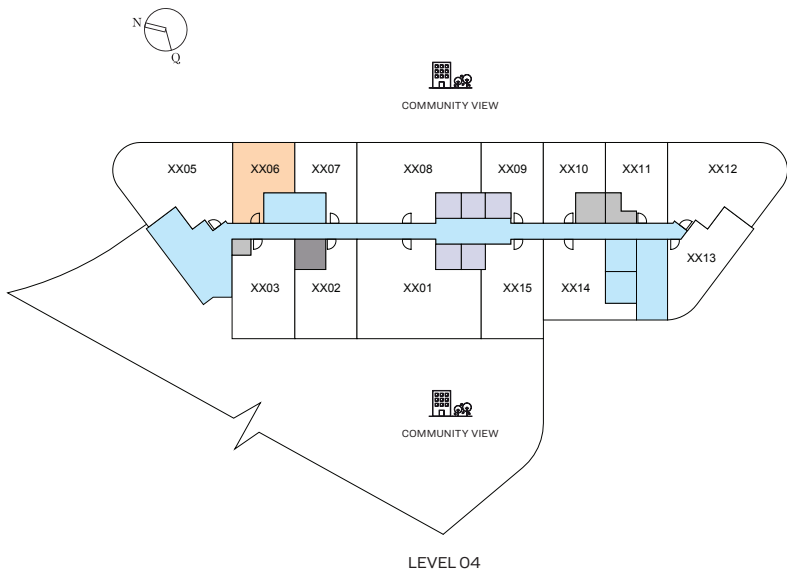 N
Q
COMMUNITY VIEW
XX05
XX06
XX07
XX08
XX09
XX10
XX11
XX12
XX13
XX03
XX02
XX01
XX15
XX14
COMMUNITY VIEW
LEVEL 04